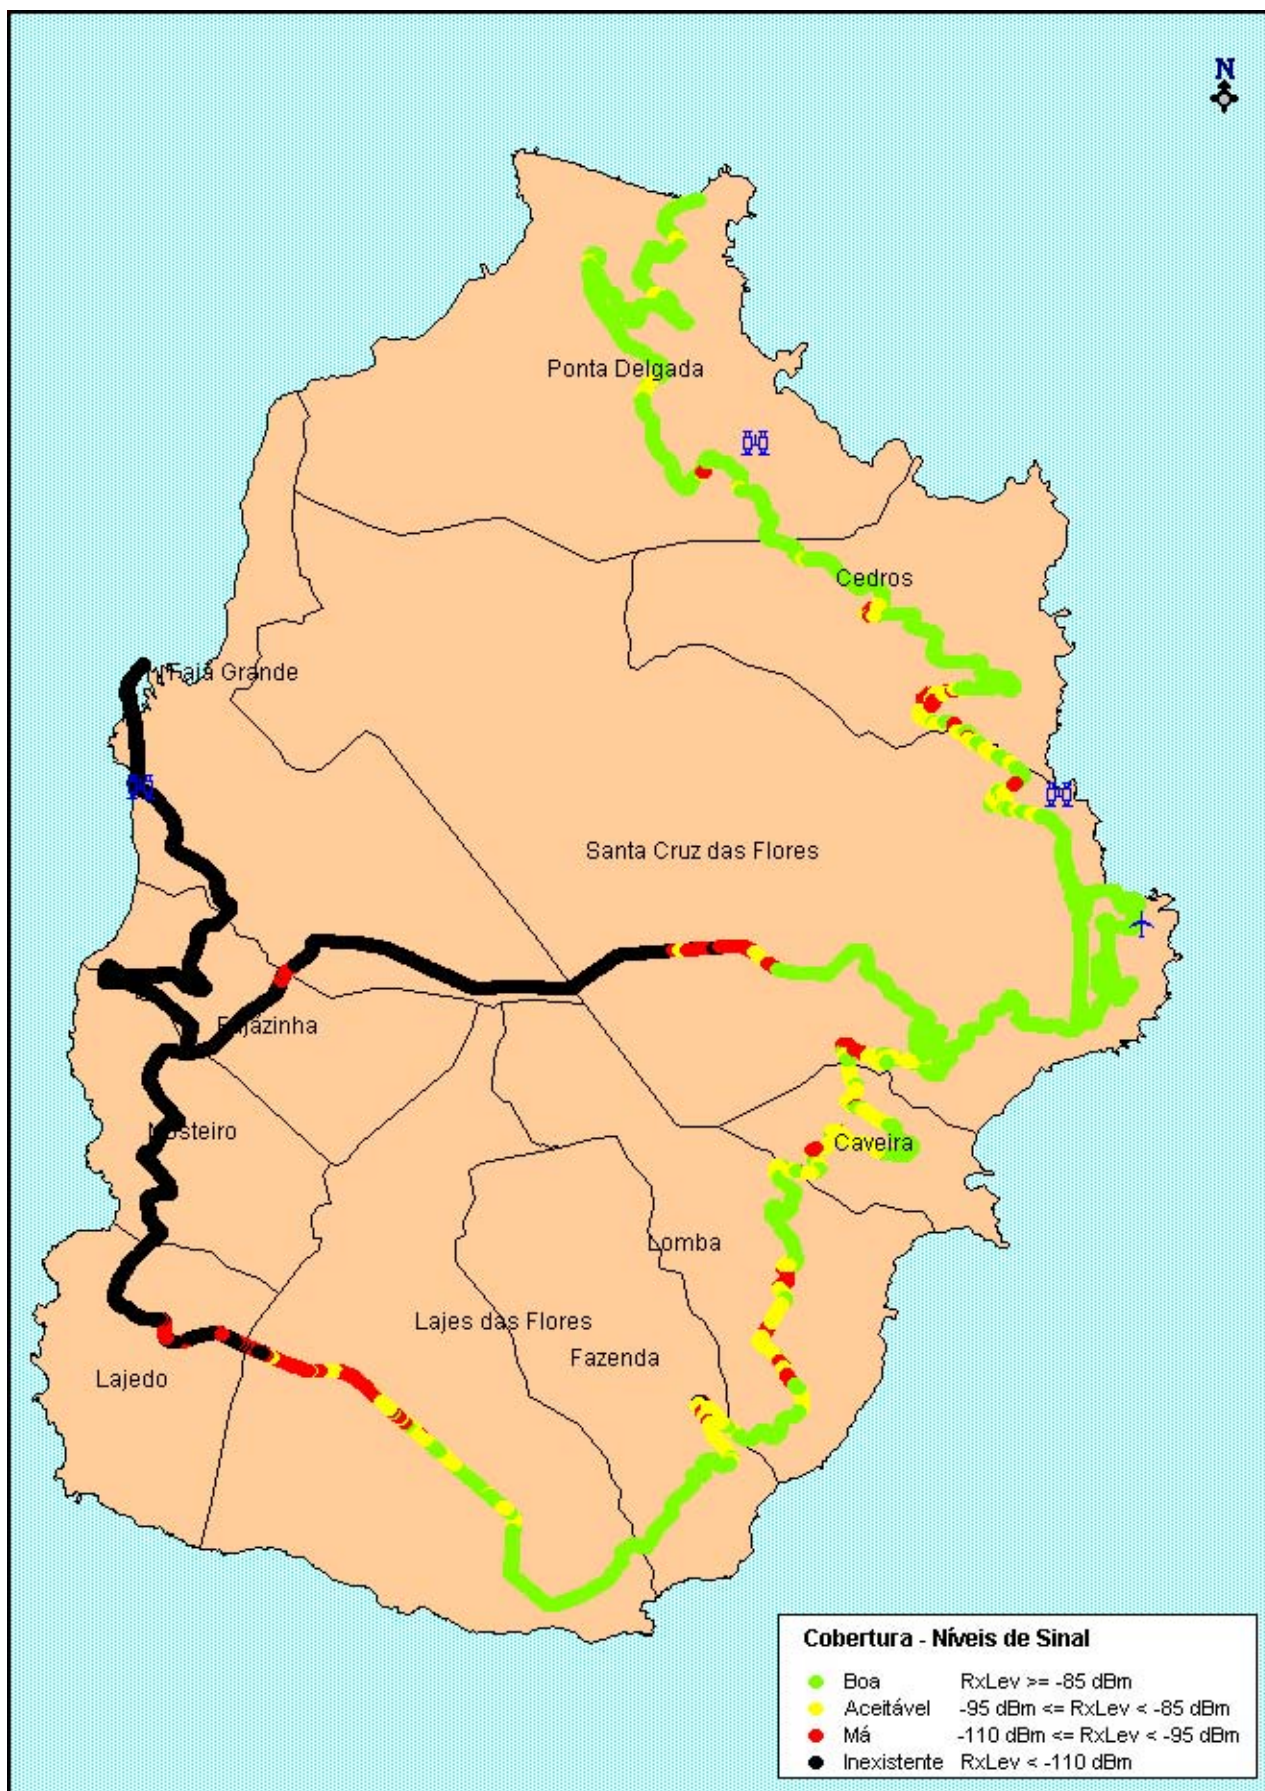 N
Ponta Delgada
Cedros
Fajã Grande
Santa Cruz das Flores
Fajãzinha
Mosteiro
Caveira
Lomba
Lajes das Flores
Fazenda
Lajedo
Cobertura - Níveis de Sinal
Boa RxLev >= -85 dBm
Aceitável -95 dBm <= RxLev < -85 dBm
Má -110 dBm <= RxLev < -95 dBm
Inexistente RxLev < -110 dBm